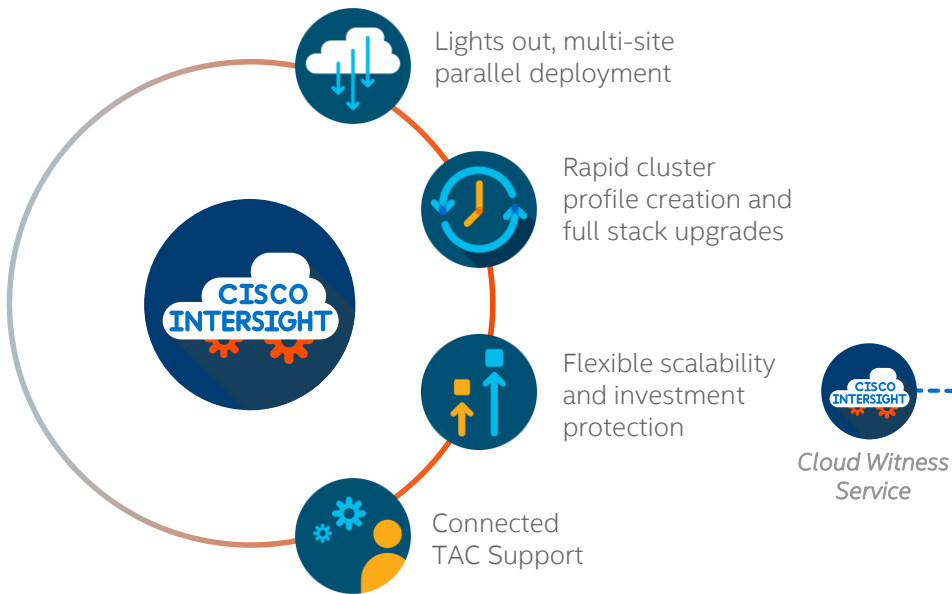 Lights out, multi-site
parallel deployment
Rapid cluster
profile creation and
full stack upgrades
CISCO
INTERSIGHT
Flexible scalability
and investment
protection
CISCO
INTERSIGHT
Cloud Witness
Service
Connected
TAC Support